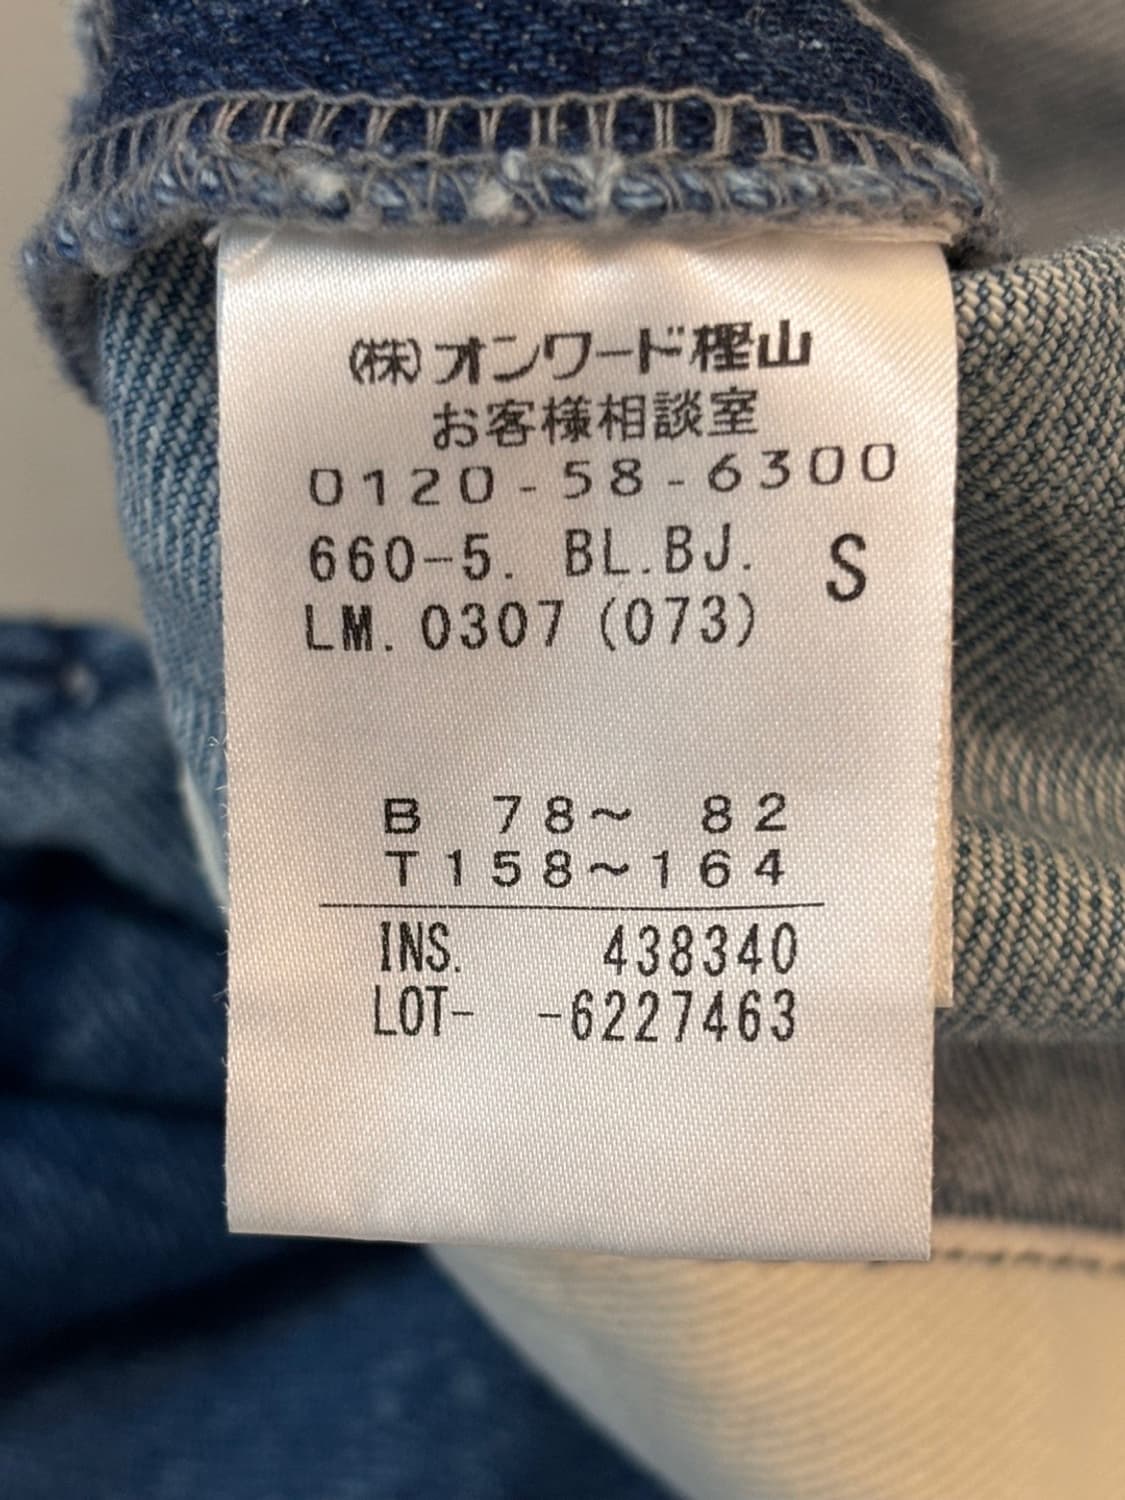 (株)オンワード樫山
お客様相談室
0120-58-6300
660-5. BL.BJ. S
LM. 0307 (073)
B 78〜 82
T158〜164
INS. 438340
LOT- -6227463